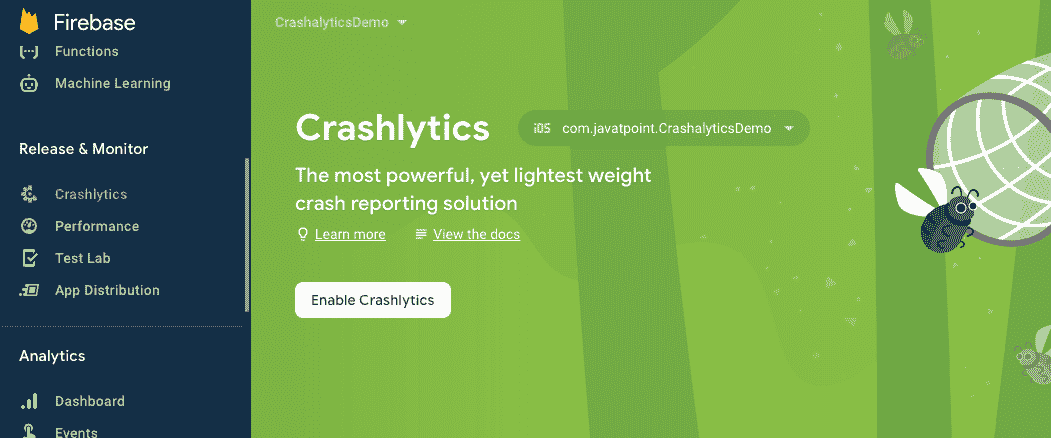 Firebase
Functions
Machine Learning
Release & Monitor
Crashlytics
Performance
Test Lab
App Distribution
Analytics
Dashboard
Events
CrashalyticsDemo
Crashlytics
iOS com.javatpoint.CrashalyticsDemo
The most powerful, yet lightest weight
crash reporting solution
Learn more View the docs
Enable Crashlytics